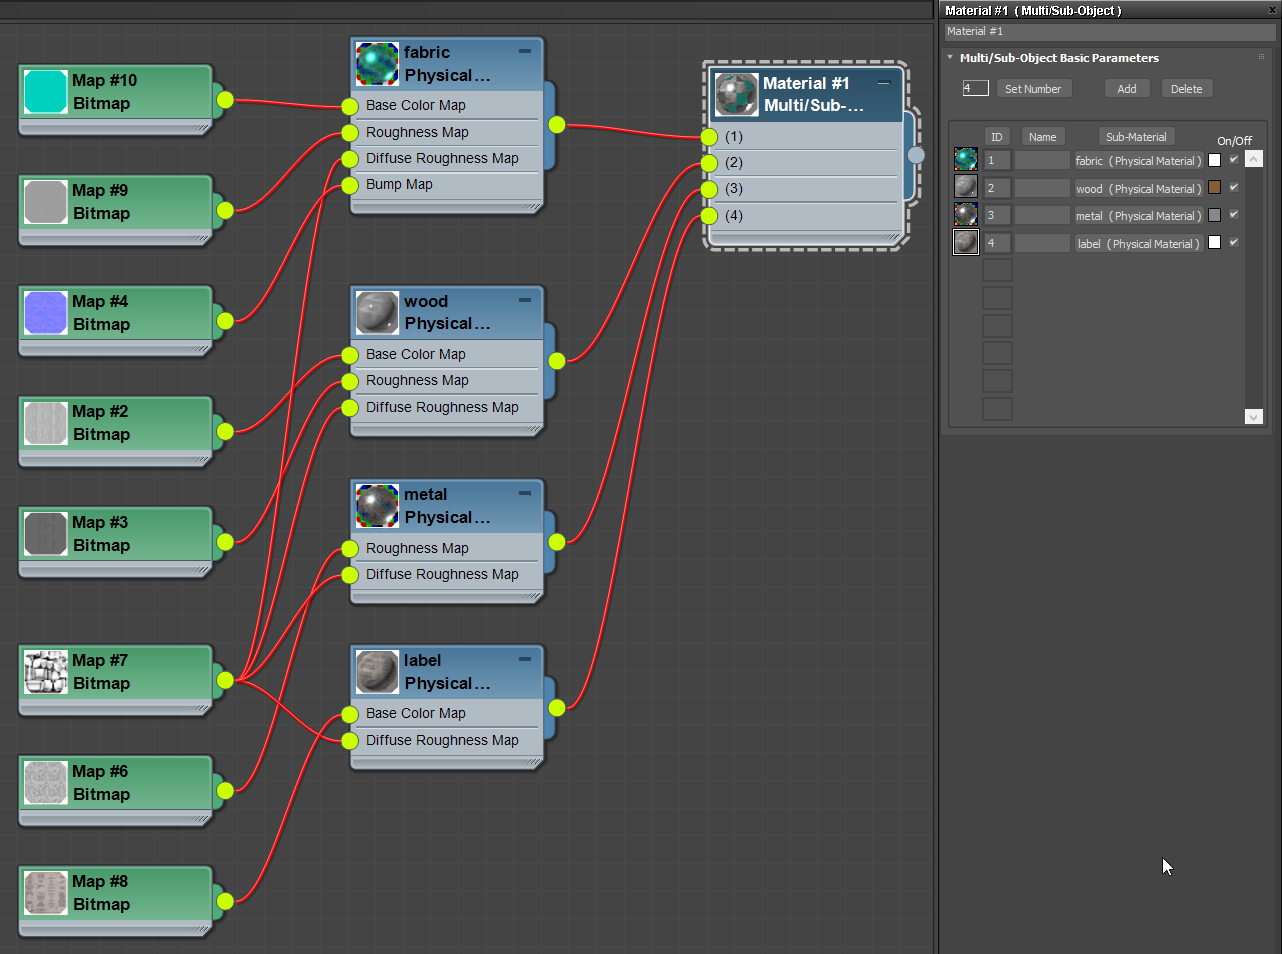 Map #10
Bitmap
Map #9
Bitmap
Map #4
Bitmap
Map #2
Bitmap
Map #3
Bitmap
Map #7
Bitmap
Map #6
Bitmap
Map #8
Bitmap
fabric
Physical...
Base Color Map
Roughness Map
Diffuse Roughness Map
Bump Map
wood
Physical...
Base Color Map
Roughness Map
Diffuse Roughness Map
metal
Physical...
Roughness Map
Diffuse Roughness Map
label
Physical...
Base Color Map
Diffuse Roughness Map
Material #1
Multi/Sub-...
(1)
(2)
(3)
(4)
Material #1 ( Multi/Sub-Object ) x
Material #1
Multi/Sub-Object Basic Parameters
4 Set Number Add Delete
ID Name Sub-Material On/Off
1 fabric ( Physical Material )
2 wood ( Physical Material )
3 metal ( Physical Material )
4 label ( Physical Material )